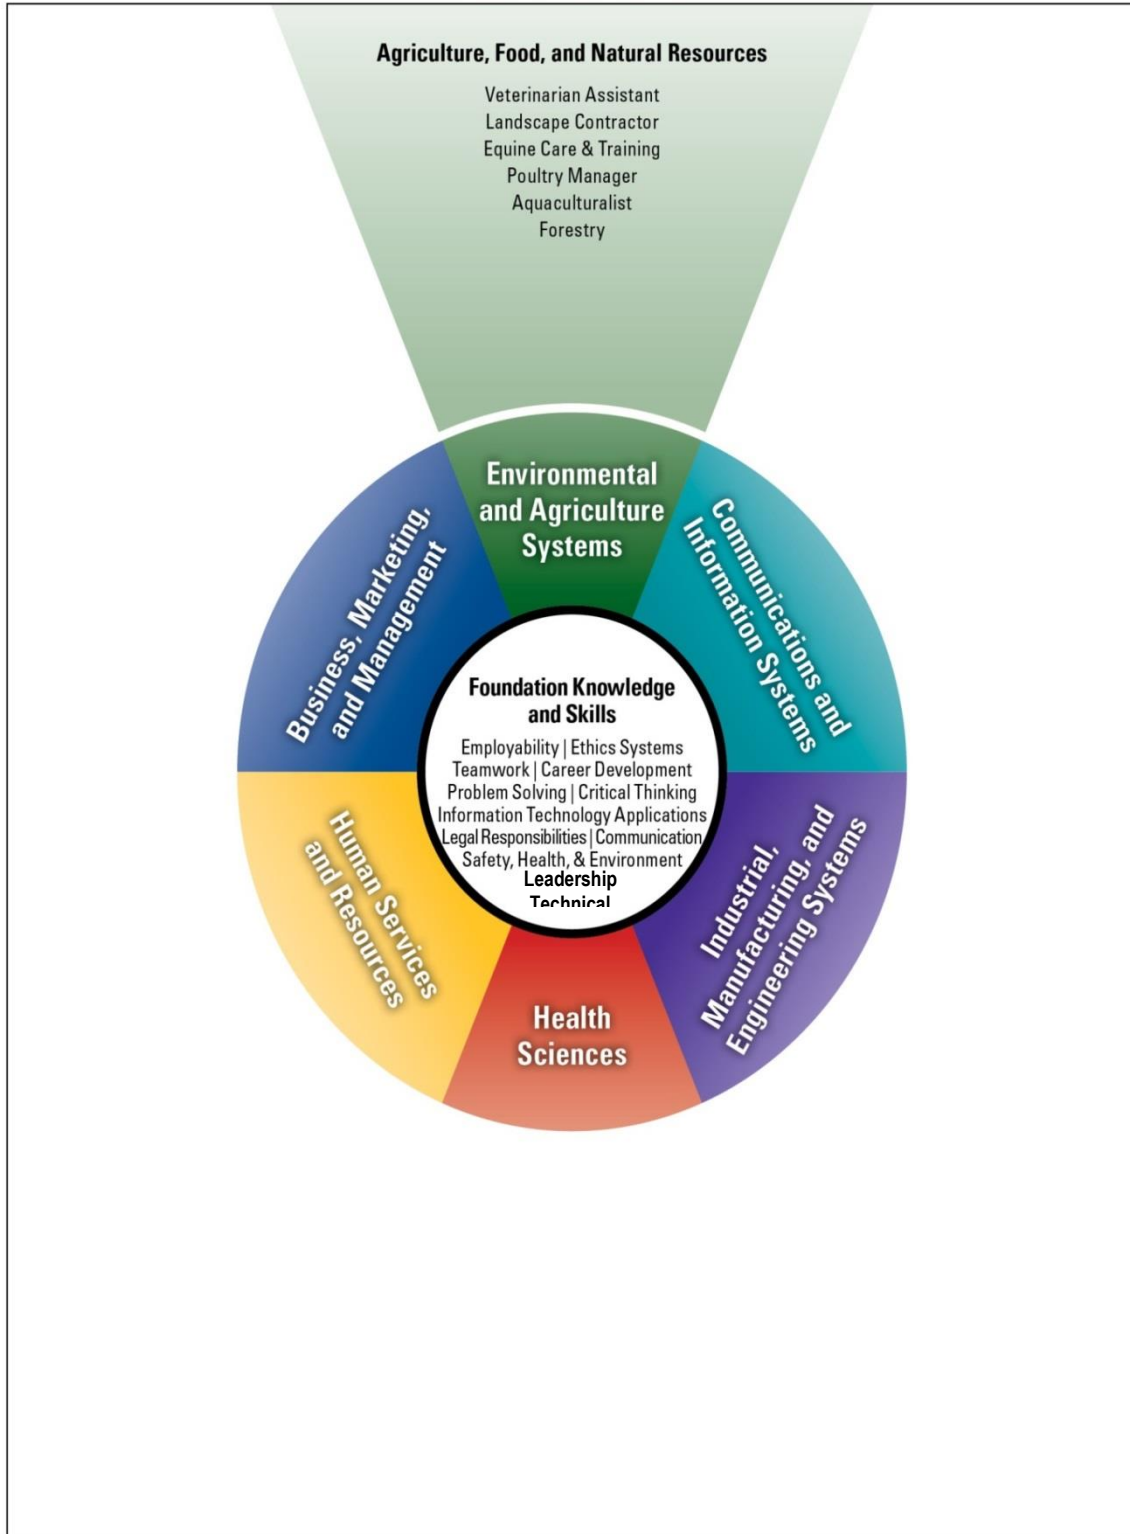 Agriculture, Food, and Natural Resources
Veterinarian Assistant
Landscape Contractor
Equine Care & Training
Poultry Manager
Aquaculturalist
Forestry
Environmental
and Agriculture
Systems
Communications and
Information Systems
Business, Marketing,
and Management
Foundation Knowledge
and Skills
Employability | Ethics Systems
Teamwork | Career Development
Problem Solving | Critical Thinking
Information Technology Applications
Legal Responsibilities | Communication
Safety, Health, & Environment
Leadership
Technical
Human Services
and Resources
Industrial,
Manufacturing, and
Engineering Systems
Health
Sciences